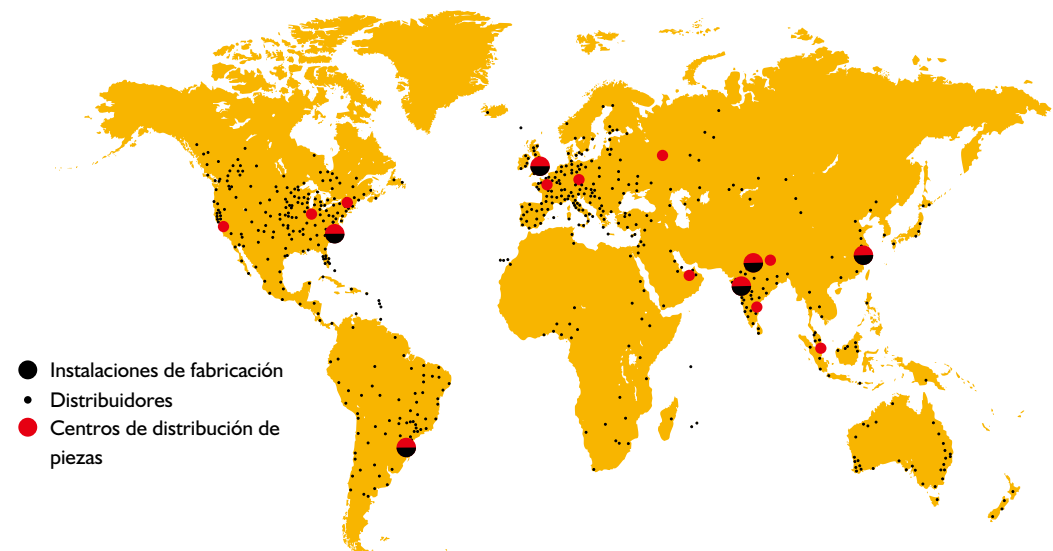 Instalaciones de fabricación
Distribuidores
Centros de distribución de
piezas